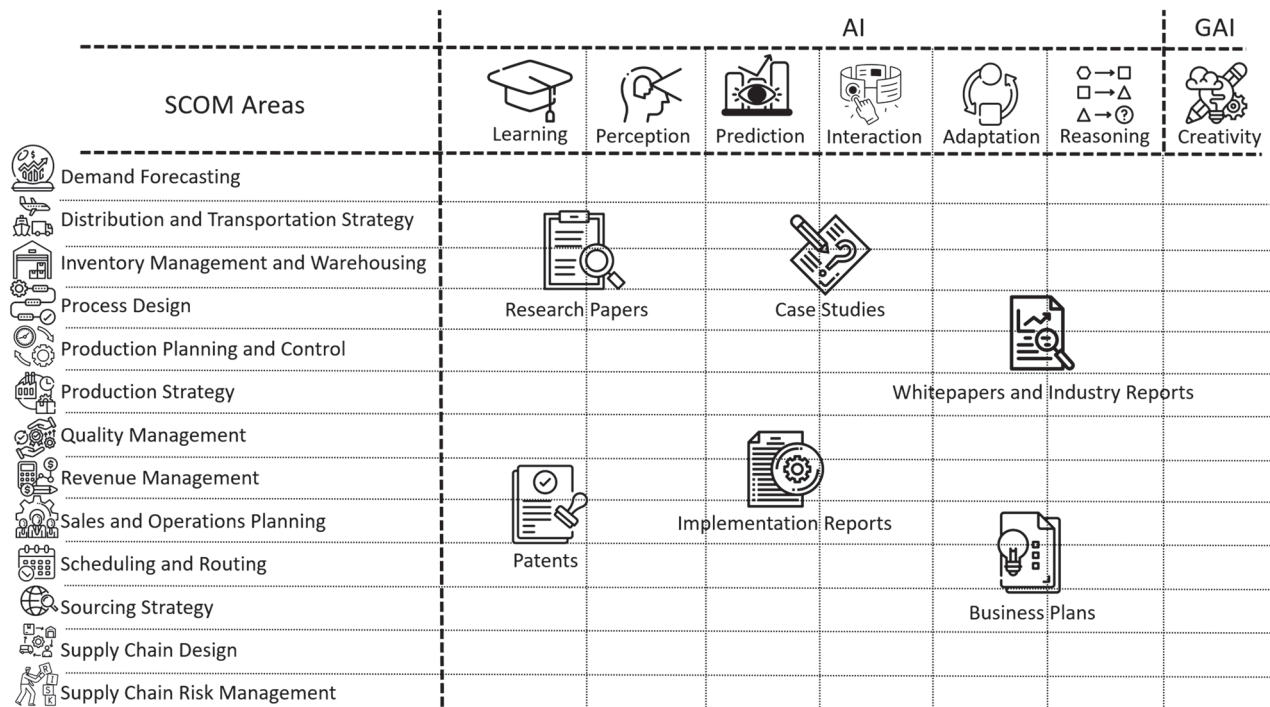 AI
GAI
SCOM Areas
Learning
Perception
Prediction
Interaction
Adaptation
Reasoning
Creativity
Demand Forecasting
Distribution and Transportation Strategy
Inventory Management and Warehousing
Process Design
Production Planning and Control
Production Strategy
Quality Management
Revenue Management
Sales and Operations Planning
Scheduling and Routing
Sourcing Strategy
Supply Chain Design
Supply Chain Risk Management
R
I
S
K
Research Papers
Case Studies
Whitepapers and Industry Reports
Implementation Reports
Patents
Business Plans